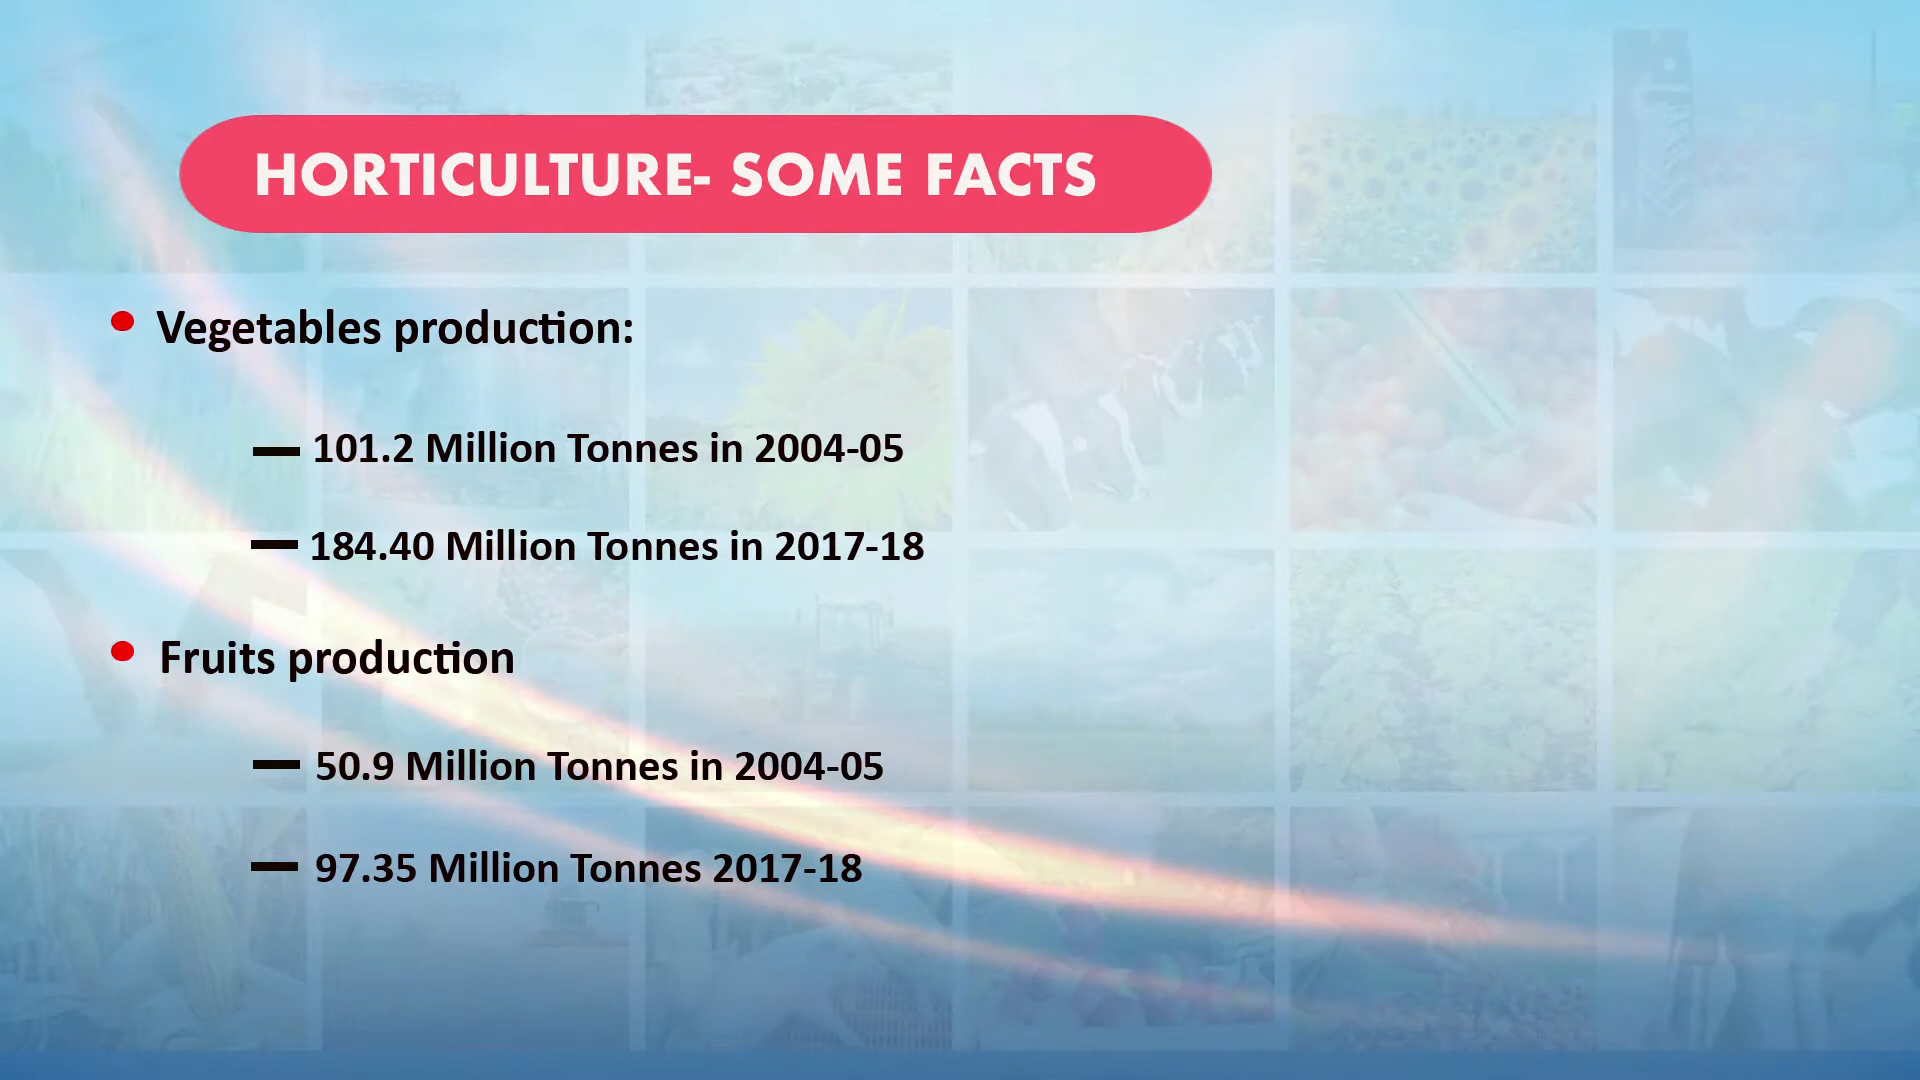 HORTICULTURE- SOME FACTS
• Vegetables production:
— 101.2 Million Tonnes in 2004-05
— 184.40 Million Tonnes in 2017-18
• Fruits production
— 50.9 Million Tonnes in 2004-05
— 97.35 Million Tonnes 2017-18